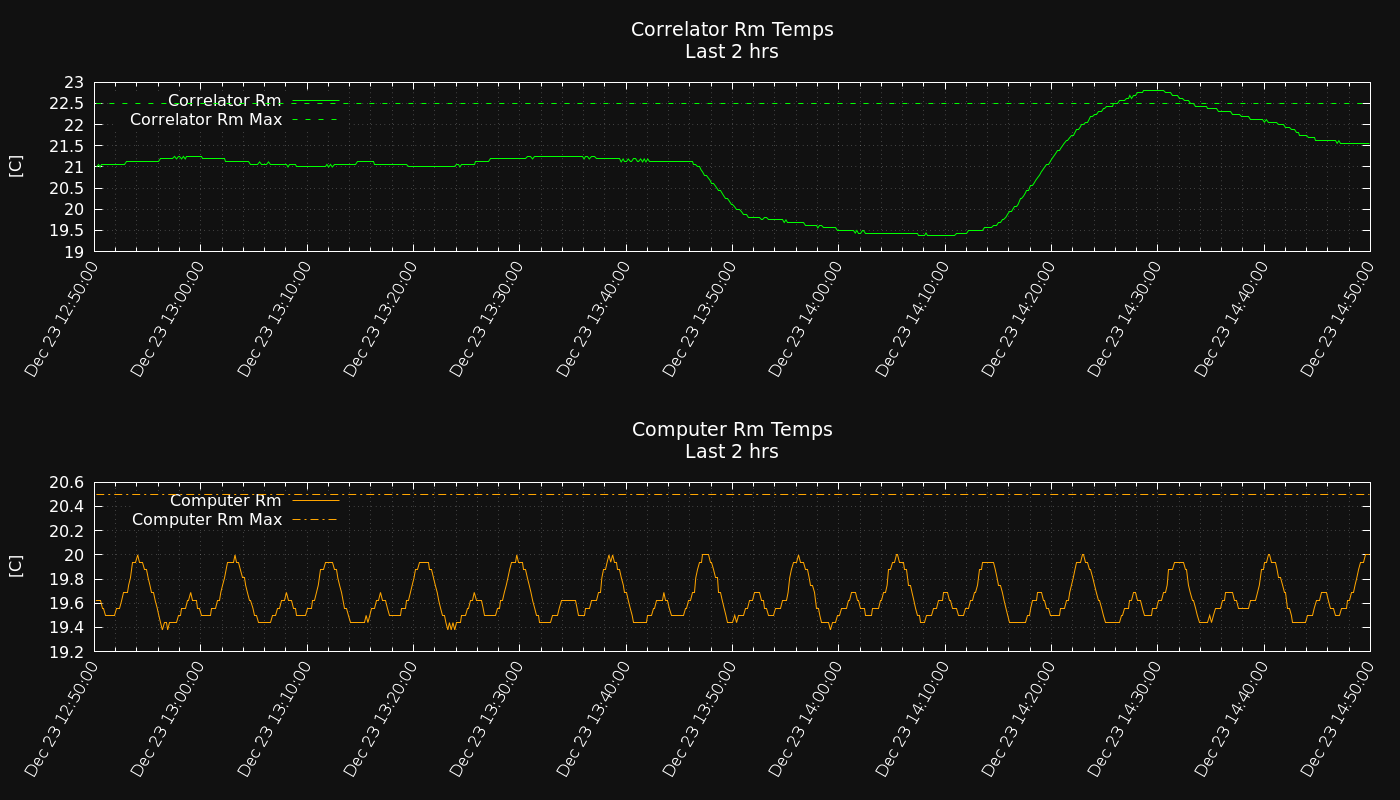 Correlator Rm Temps
Last 2 hrs
[C]
23
22.5
22
21.5
21
20.5
20
19.5
19
Correlator Rm
Correlator Rm Max
Dec 23 12:50:00
Dec 23 13:00:00
Dec 23 13:10:00
Dec 23 13:20:00
Dec 23 13:30:00
Dec 23 13:40:00
Dec 23 13:50:00
Dec 23 14:00:00
Dec 23 14:10:00
Dec 23 14:20:00
Dec 23 14:30:00
Dec 23 14:40:00
Dec 23 14:50:00
Computer Rm Temps
Last 2 hrs
[C]
20.6
20.4
20.2
20
19.8
19.6
19.4
19.2
Computer Rm
Computer Rm Max
Dec 23 12:50:00
Dec 23 13:00:00
Dec 23 13:10:00
Dec 23 13:20:00
Dec 23 13:30:00
Dec 23 13:40:00
Dec 23 13:50:00
Dec 23 14:00:00
Dec 23 14:10:00
Dec 23 14:20:00
Dec 23 14:30:00
Dec 23 14:40:00
Dec 23 14:50:00